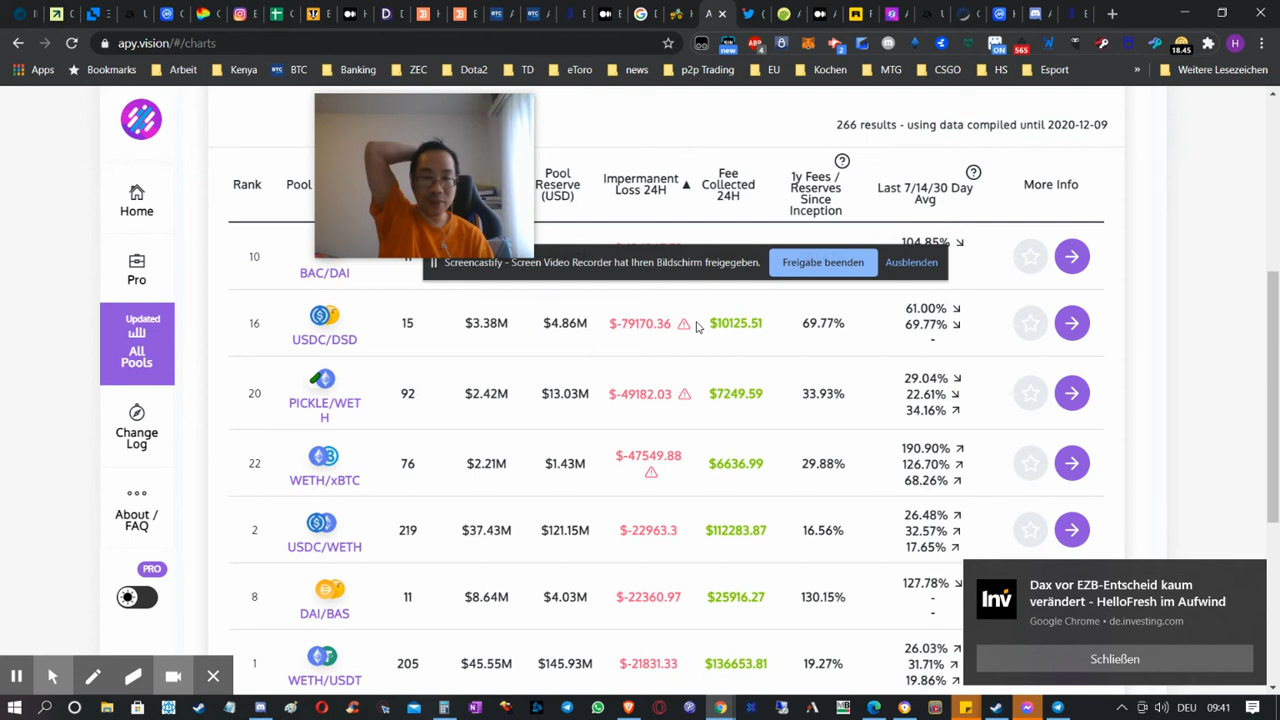 apy.vision/#/charts
4
new
2
ON
565
18.45
H
Apps
Bookmarks
Arbeit
Kenya
BTC
Banking
ZEC
Dota2
TD
eToro
news
p2p Trading
EU
Kochen
MTG
CSGO
HS
Esport
»
Weitere Lesezeichen
Home
Pro
Updated
All
Pools
Change
Log
About /
FAQ
PRO
266 results - using data compiled until 2020-12-09
Rank
Pool
Pool
Reserve
(USD)
Impermanent
Loss 24H ▲
Fee
Collected
24H
1y Fees /
Reserves
Since
Inception
Last 7/14/30 Day
Avg
More Info
10
BAC/DAI
104.85%
Screencastify - Screen Video Recorder hat Ihren Bildschirm freigegeben.
Freigabe beenden
Ausblenden
16
USDC/DSD
15
$3.38M
$4.86M
$-79170.36
$10125.51
69.77%
61.00%
69.77%
-
20
PICKLE/WET
H
92
$2.42M
$13.03M
$-49182.03
$7249.59
33.93%
29.04%
22.61%
34.16%
22
WETH/xBTC
76
$2.21M
$1.43M
$-47549.88
$6636.99
29.88%
190.90%
126.70%
68.26%
2
USDC/WETH
219
$37.43M
$121.15M
$-22963.3
$112283.87
16.56%
26.48%
32.57%
17.65%
8
DAI/BAS
11
$8.64M
$4.03M
$-22360.97
$25916.27
130.15%
127.78%
-
-
1
WETH/USDT
205
$45.55M
$145.93M
$-21831.33
$136653.81
19.27%
26.03%
31.71%
19.86%
Inv
Dax vor EZB-Entscheid kaum
verändert - HelloFresh im Aufwind
Google Chrome • de.investing.com
Schließen
DEU
09:41